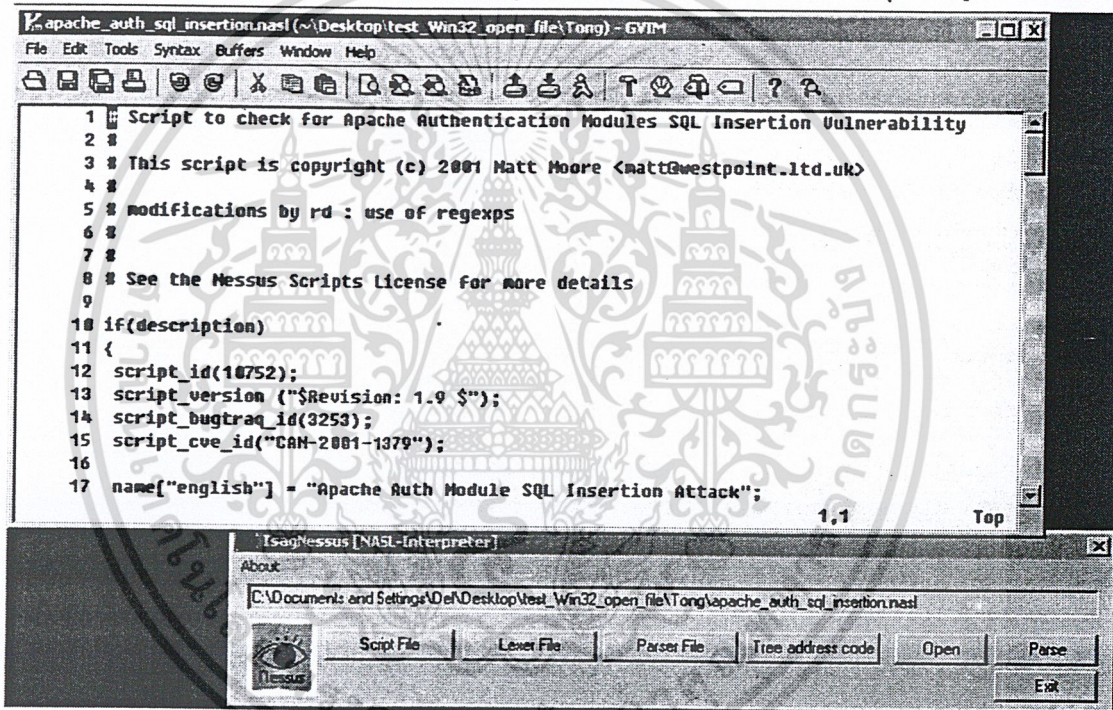 apache_auth_sql_insertion.nasl (~\Desktop\test_Win32_open_file\Tong) - GVIM
File Edit Tools Syntax Buffers Window Help
1 # Script to check for Apache Authentication Modules SQL Insertion Vulnerability
2 #
3 # This script is copyright (c) 2001 Matt Moore <matt@westpoint.ltd.uk>
4 #
5 # modifications by rd : use of regexps
6 #
7 #
8 # See the Nessus Scripts License for more details
9
10 if(description)
11 {
12 script_id(10752);
13 script_version ("$Revision: 1.9 $");
14 script_bugtraq_id(3253);
15 script_cve_id("CAN-2001-1379");
16
17 name["english"] = "Apache Auth Module SQL Insertion Attack";
1,1 Top
IsagNessus [NASL-Interpreter]
About
C:\Documents and Settings\Del\Desktop\test_Win32_open_file\Tong\apache_auth_sql_insertion.nasl
Nessus
Script File Lexer File Parser File Tree address code Open Parse
Exit